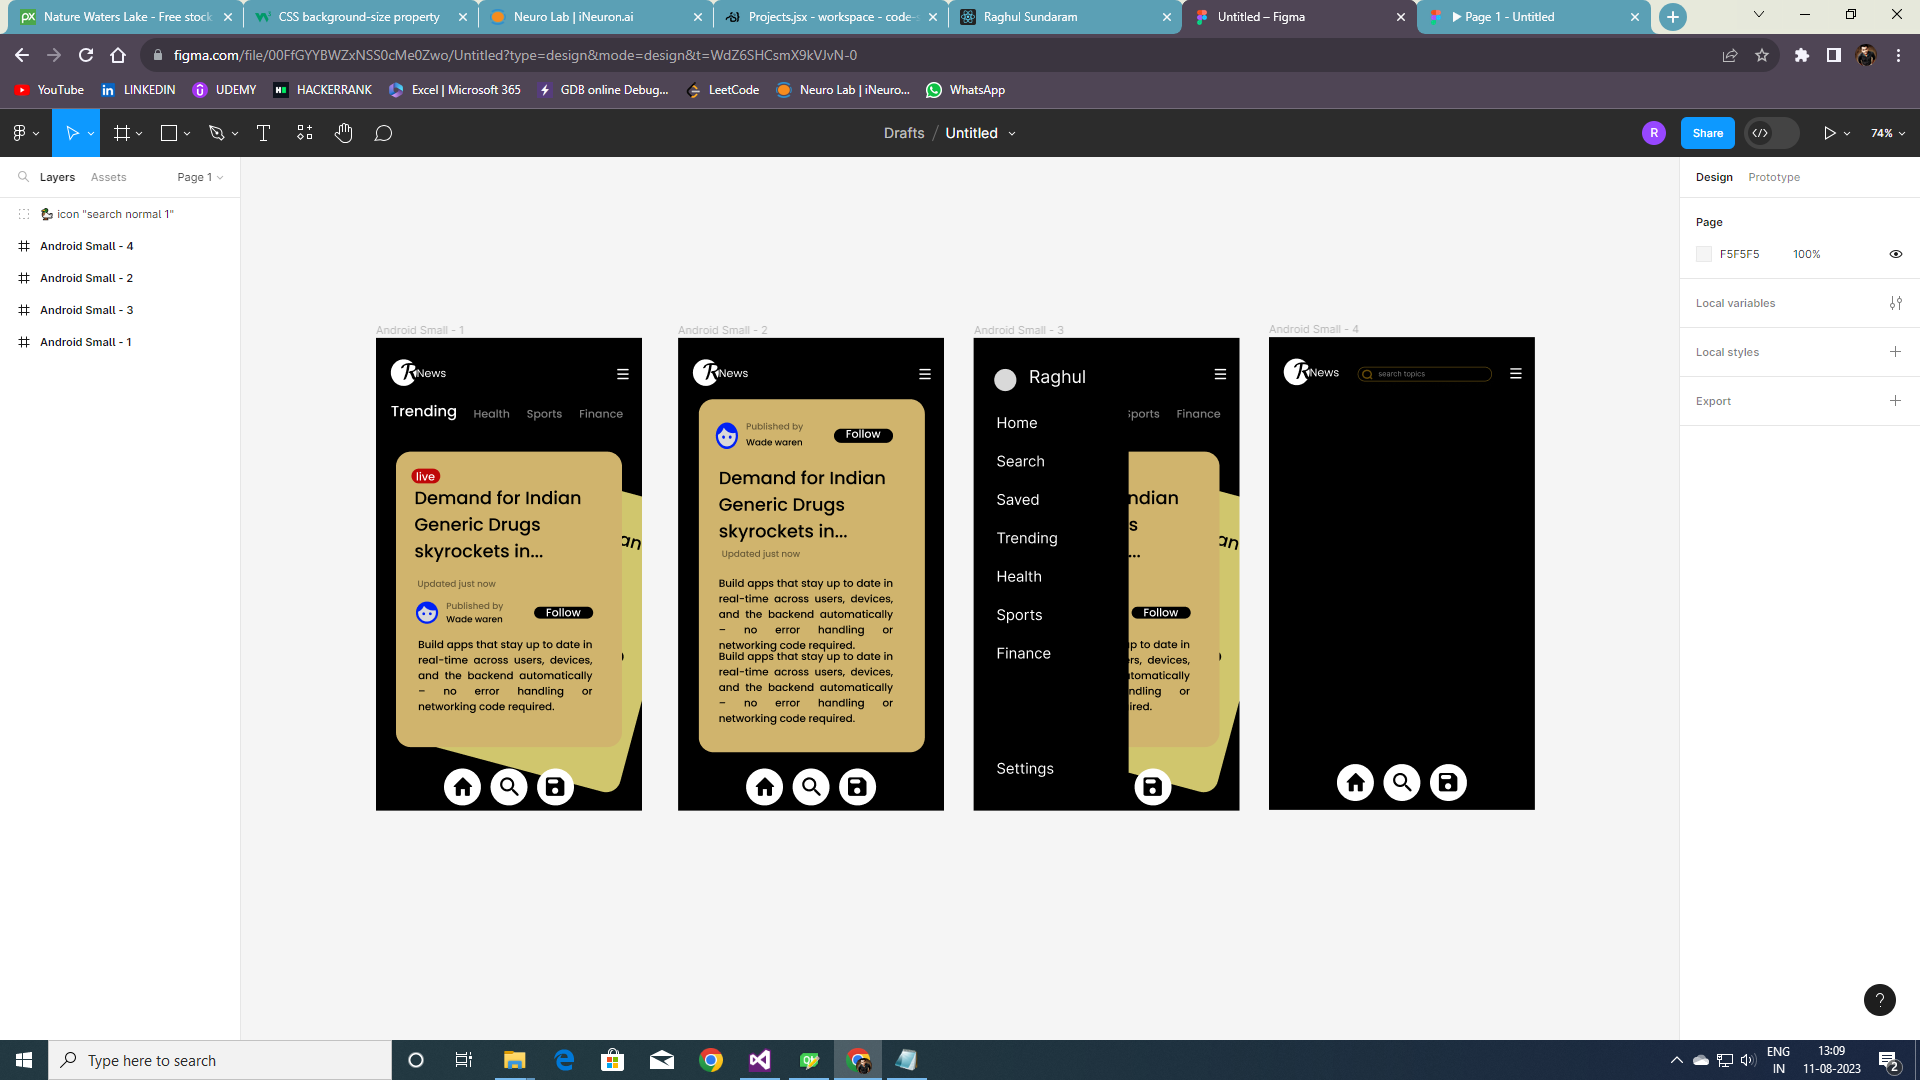 Nature Waters Lake - Free stock
CSS background-size property
Neuro Lab | iNeuron.ai
Projects.jsx - workspace - code-s
Raghul Sundaram
Untitled – Figma
▶ Page 1 - Untitled
figma.com/file/00FfGYYBWZxNSS0cMe0Zwo/Untitled?type=design&mode=design&t=WdZ6SHCsmX9kVJvN-0
YouTube
LINKEDIN
UDEMY
HACKERRANK
Excel | Microsoft 365
GDB online Debug...
LeetCode
Neuro Lab | iNeuro...
WhatsApp
Drafts / Untitled
R
Share
74%
Layers
Assets
Page 1
icon "search normal 1"
Android Small - 4
Android Small - 2
Android Small - 3
Android Small - 1
Android Small - 1
R News
Trending
Health
Sports
Finance
live
Demand for Indian
Generic Drugs
skyrockets in...
an
Updated just now
Published by
Wade waren
Follow
Build apps that stay up to date in
real-time across users, devices,
and the backend automatically
– no error handling or
networking code required.
Android Small - 2
R News
Published by
Wade waren
Follow
Demand for Indian
Generic Drugs
skyrockets in...
Updated just now
Build apps that stay up to date in
real-time across users, devices,
and the backend automatically
– no error handling or
networking code required.
Build apps that stay up to date in
real-time across users, devices,
and the backend automatically
– no error handling or
networking code required.
Android Small - 3
Raghul
Home
Search
Saved
Trending
Health
Sports
Finance
Settings
Sports
Finance
ndian
s
...
an
Follow
p to date in
rs, devices,
tomatically
ndling or
ired.
Android Small - 4
R News
search topics
Design
Prototype
Page
F5F5F5
100%
Local variables
Local styles
Export
?
Type here to search
ENG
IN
13:09
11-08-2023
2